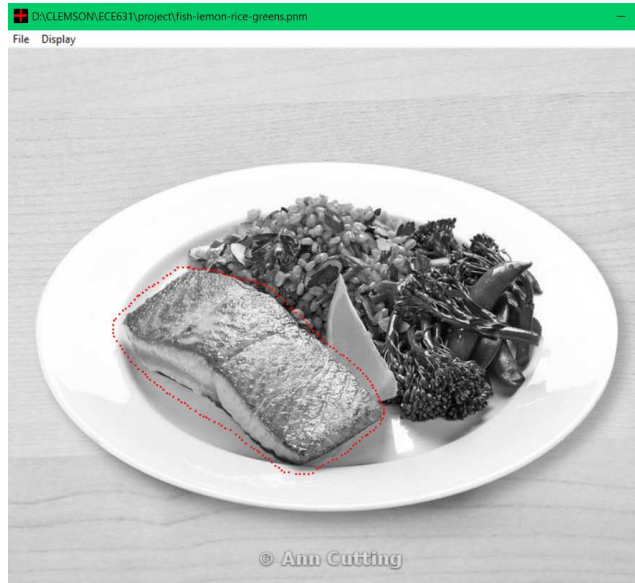 D:\CLEMSON\ECE631\project\fish-lemon-rice-greens.pnm
File Display
© Ann Cutting